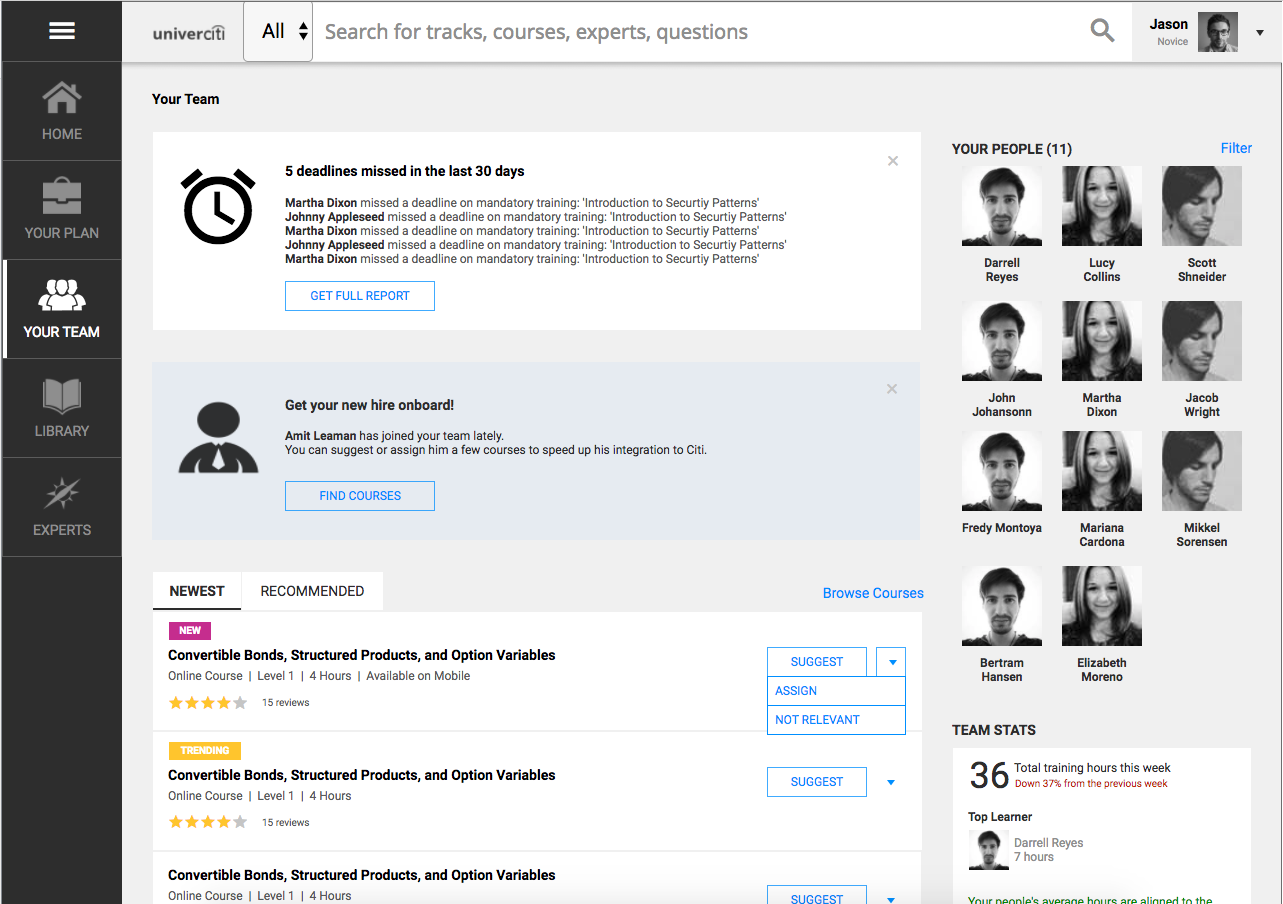 univerciti
All
Search for tracks, courses, experts, questions
Jason
Novice
HOME
YOUR PLAN
YOUR TEAM
LIBRARY
EXPERTS
Your Team
5 deadlines missed in the last 30 days
Martha Dixon missed a deadline on mandatory training: 'Introduction to Securtiy Patterns'
Johnny Appleseed missed a deadline on mandatory training: 'Introduction to Securtiy Patterns'
Martha Dixon missed a deadline on mandatory training: 'Introduction to Securtiy Patterns'
Johnny Appleseed missed a deadline on mandatory training: 'Introduction to Securtiy Patterns'
Martha Dixon missed a deadline on mandatory training: 'Introduction to Securtiy Patterns'
GET FULL REPORT
Get your new hire onboard!
Amit Leaman has joined your team lately.
You can suggest or assign him a few courses to speed up his integration to Citi.
FIND COURSES
NEWEST
RECOMMENDED
Browse Courses
NEW
Convertible Bonds, Structured Products, and Option Variables
Online Course | Level 1 | 4 Hours | Available on Mobile
15 reviews
SUGGEST
ASSIGN
NOT RELEVANT
TRENDING
Convertible Bonds, Structured Products, and Option Variables
Online Course | Level 1 | 4 Hours
15 reviews
SUGGEST
Convertible Bonds, Structured Products, and Option Variables
Online Course | Level 1 | 4 Hours
SUGGEST
YOUR PEOPLE (11)
Filter
Darrell
Reyes
Lucy
Collins
Scott
Shneider
John
Johansonn
Martha
Dixon
Jacob
Wright
Fredy Montoya
Mariana
Cardona
Mikkel
Sorensen
Bertram
Hansen
Elizabeth
Moreno
TEAM STATS
36
Total training hours this week
Down 37% from the previous week
Top Learner
Darrell Reyes
7 hours
Your people's average hours are aligned to the